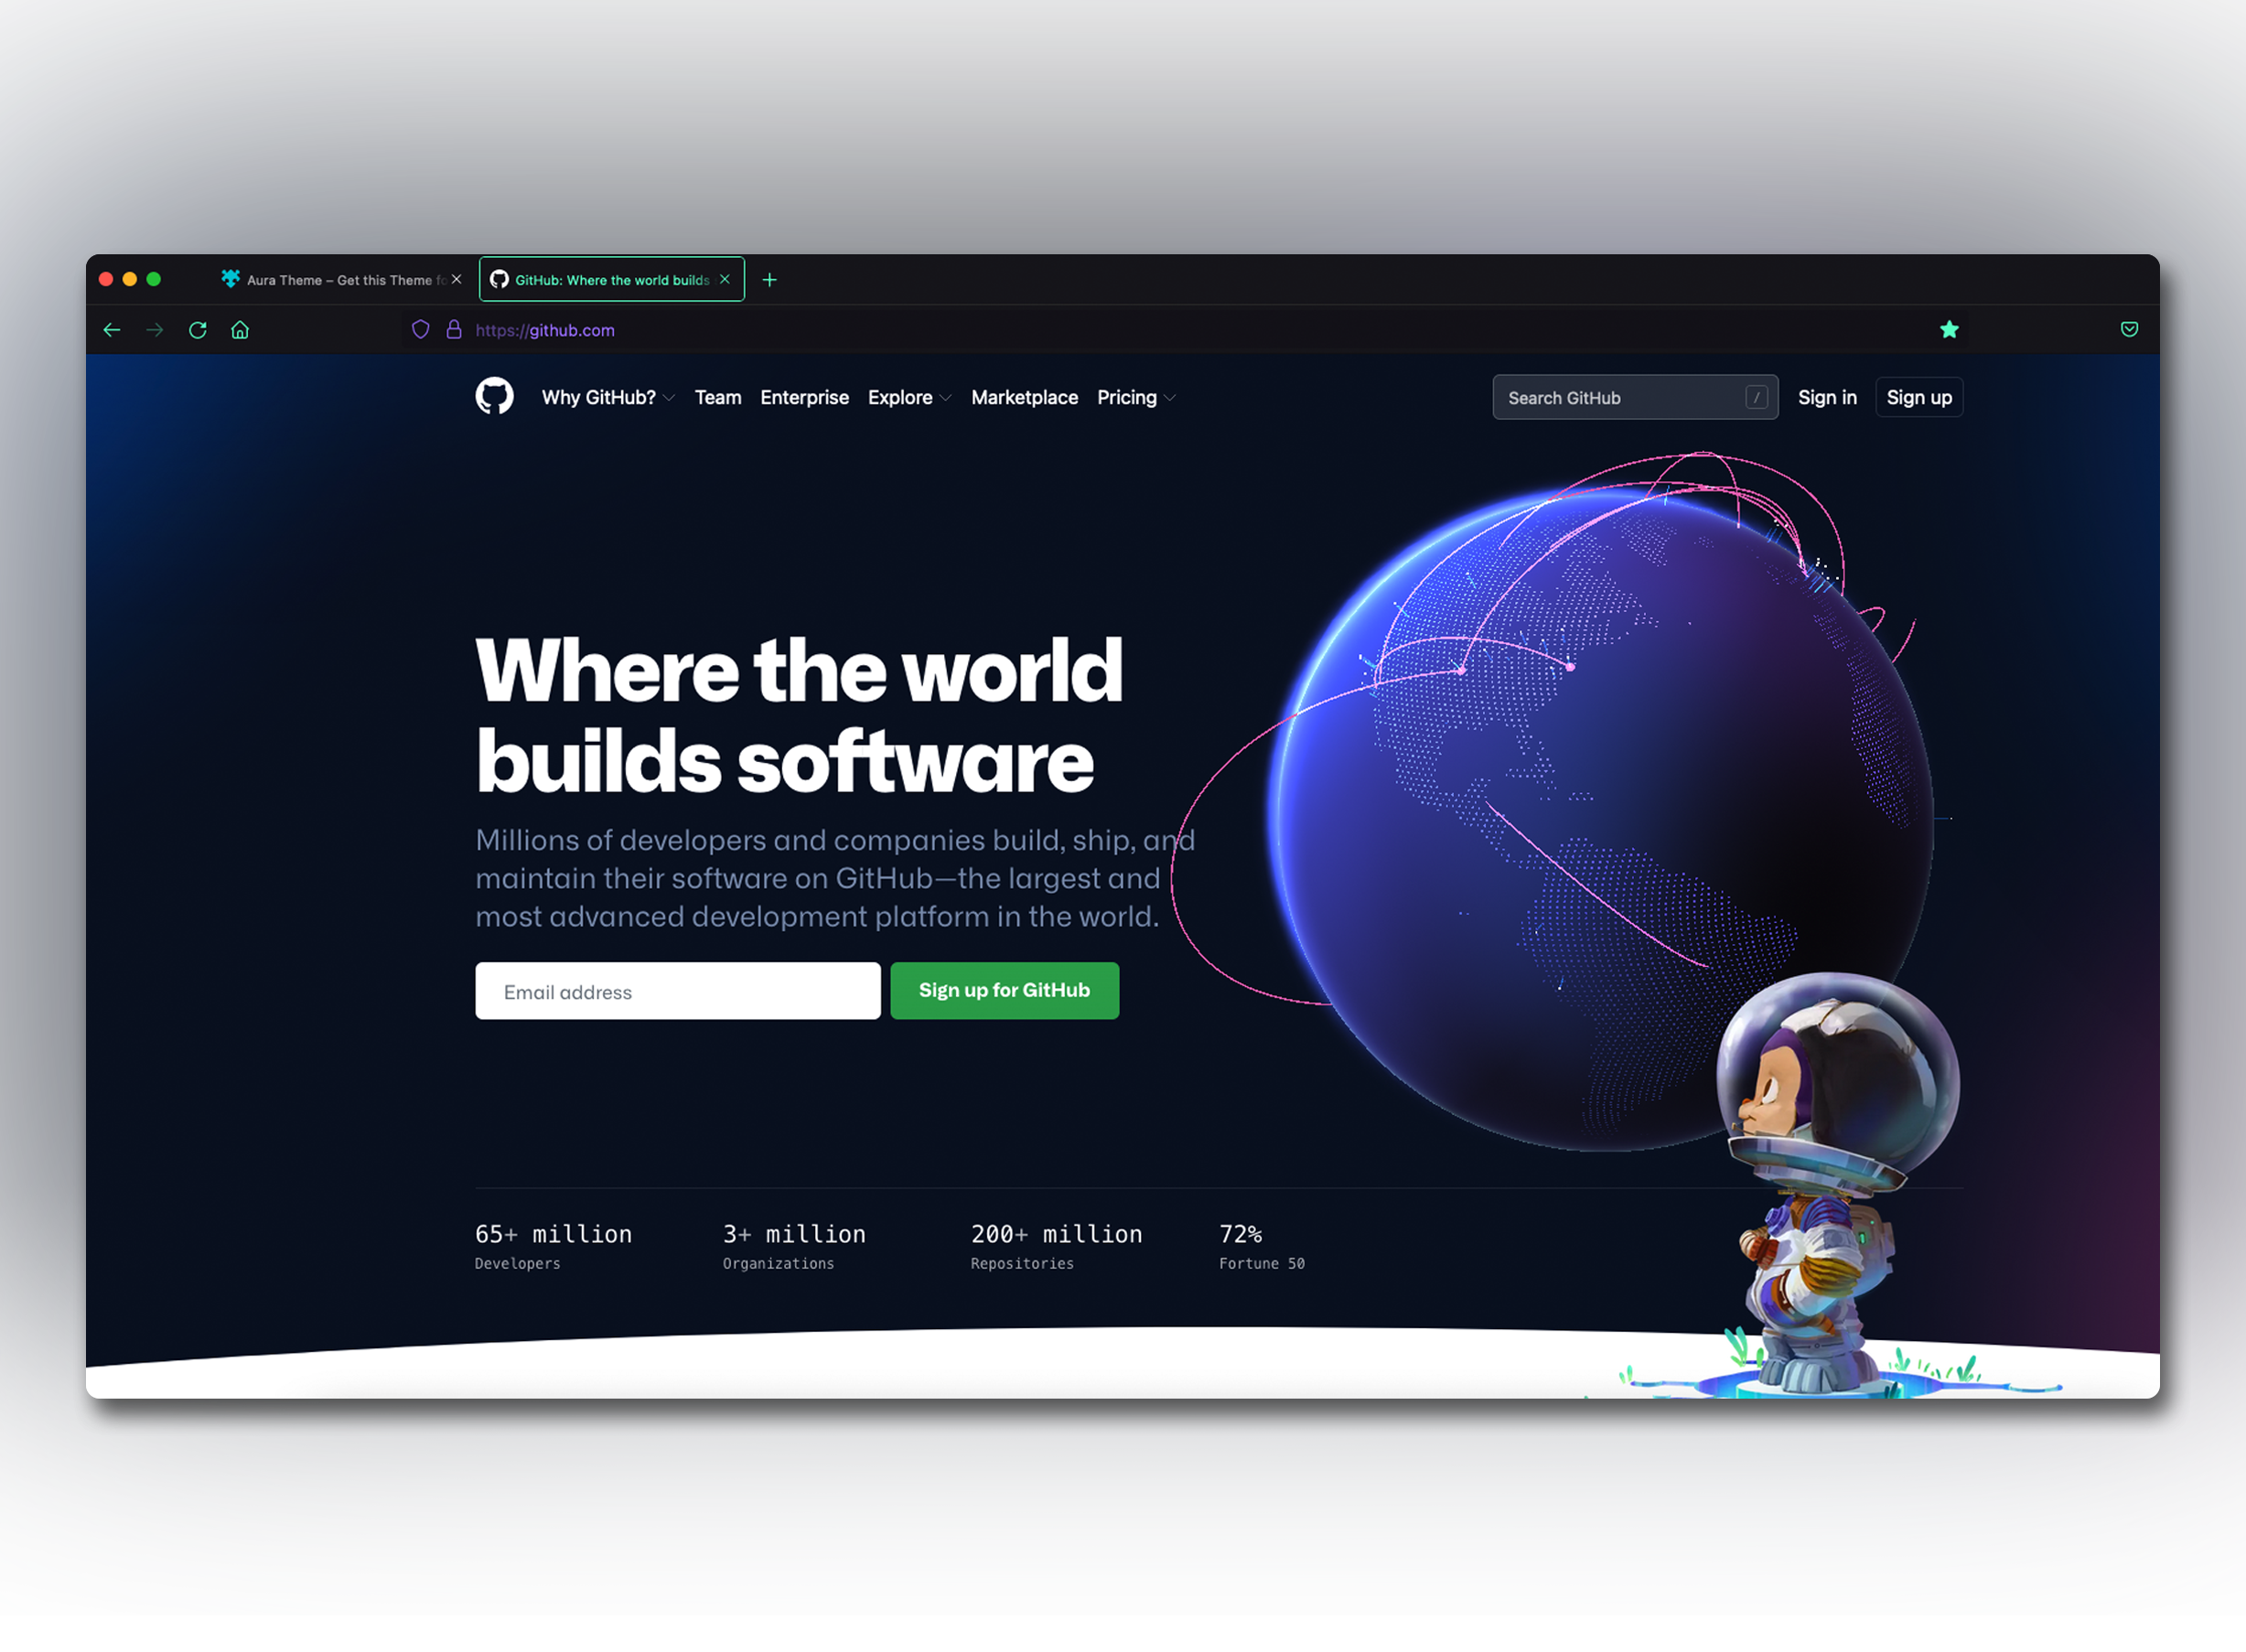 Aura Theme – Get this Theme fo
GitHub: Where the world builds
https://github.com
Why GitHub? Team Enterprise Explore Marketplace Pricing
Search GitHub /
Sign in
Sign up
Where the world
builds software
Millions of developers and companies build, ship, and
maintain their software on GitHub—the largest and
most advanced development platform in the world.
Email address
Sign up for GitHub
65+ million
Developers
3+ million
Organizations
200+ million
Repositories
72%
Fortune 50